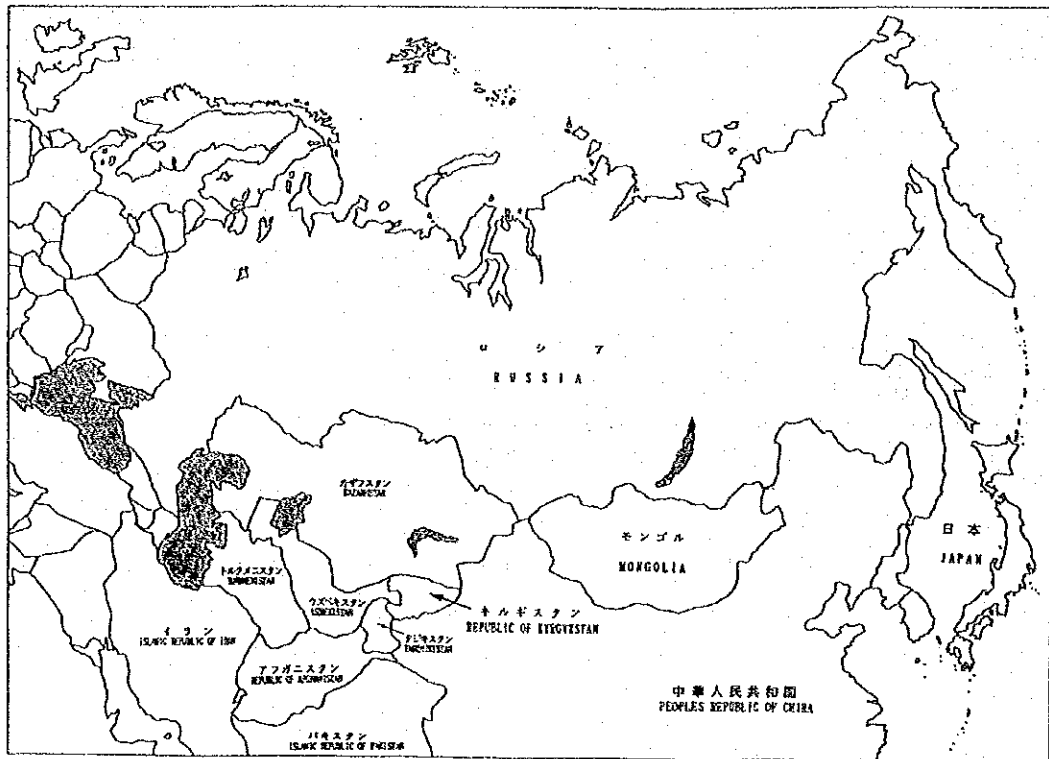 ロシア
RUSSIA
カザフスタン
KAZAKHSTAN
モンゴル
MONGOLIA
日本
JAPAN
トルクメニスタン
ウズベキスタン
UZBEKISTAN
キルギスタン
REPUBLIC OF KYRGYZSTAN
タジキスタン
イラン
ISLAMIC REPUBLIC OF IRAN
アフガニスタン
REPUBLIC OF AFGHANISTAN
中華人民共和国
PEOPLES REPUBLIC OF CHINA
パキスタン
ISLAMIC REPUBLIC OF PAKISTAN